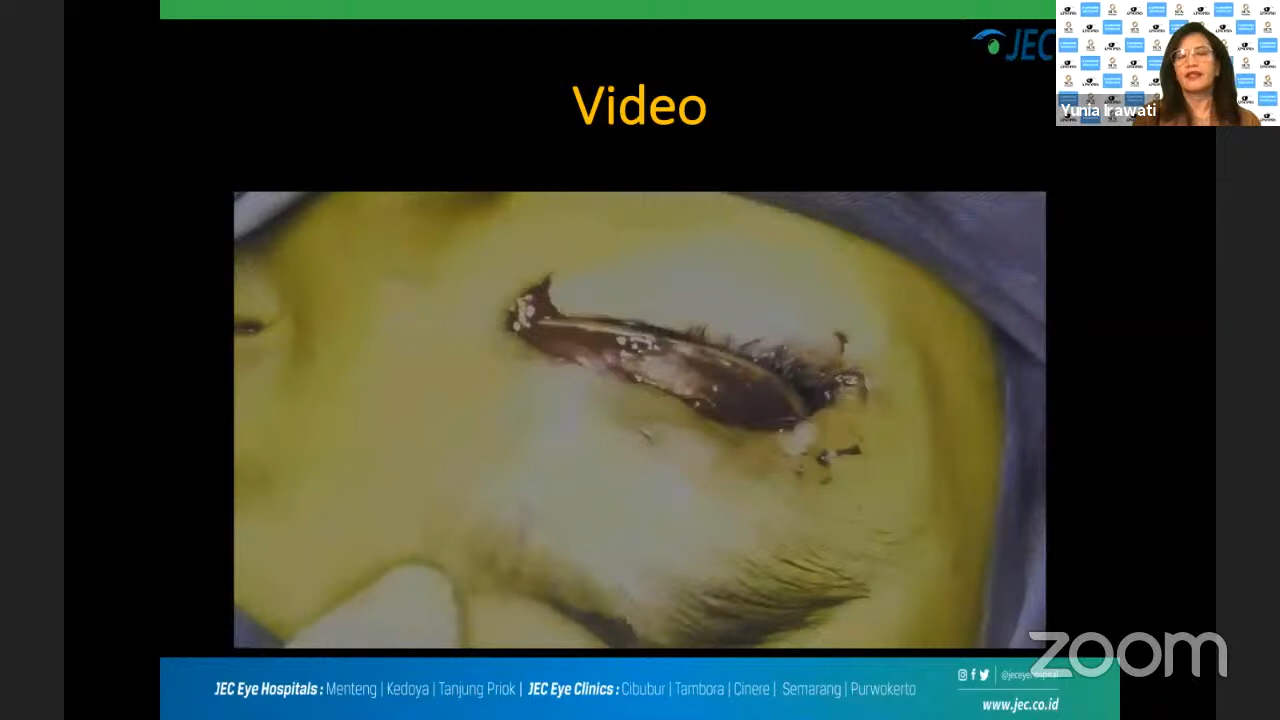 JEC
Yunia Irawati
Video
zoom
JEC Eye Hospitals : Menteng | Kedoya | Tanjung Priok | JEC Eye Clinics : Cibubur | Tambora | Cinere | Semarang | Purwokerto
www.jec.co.id